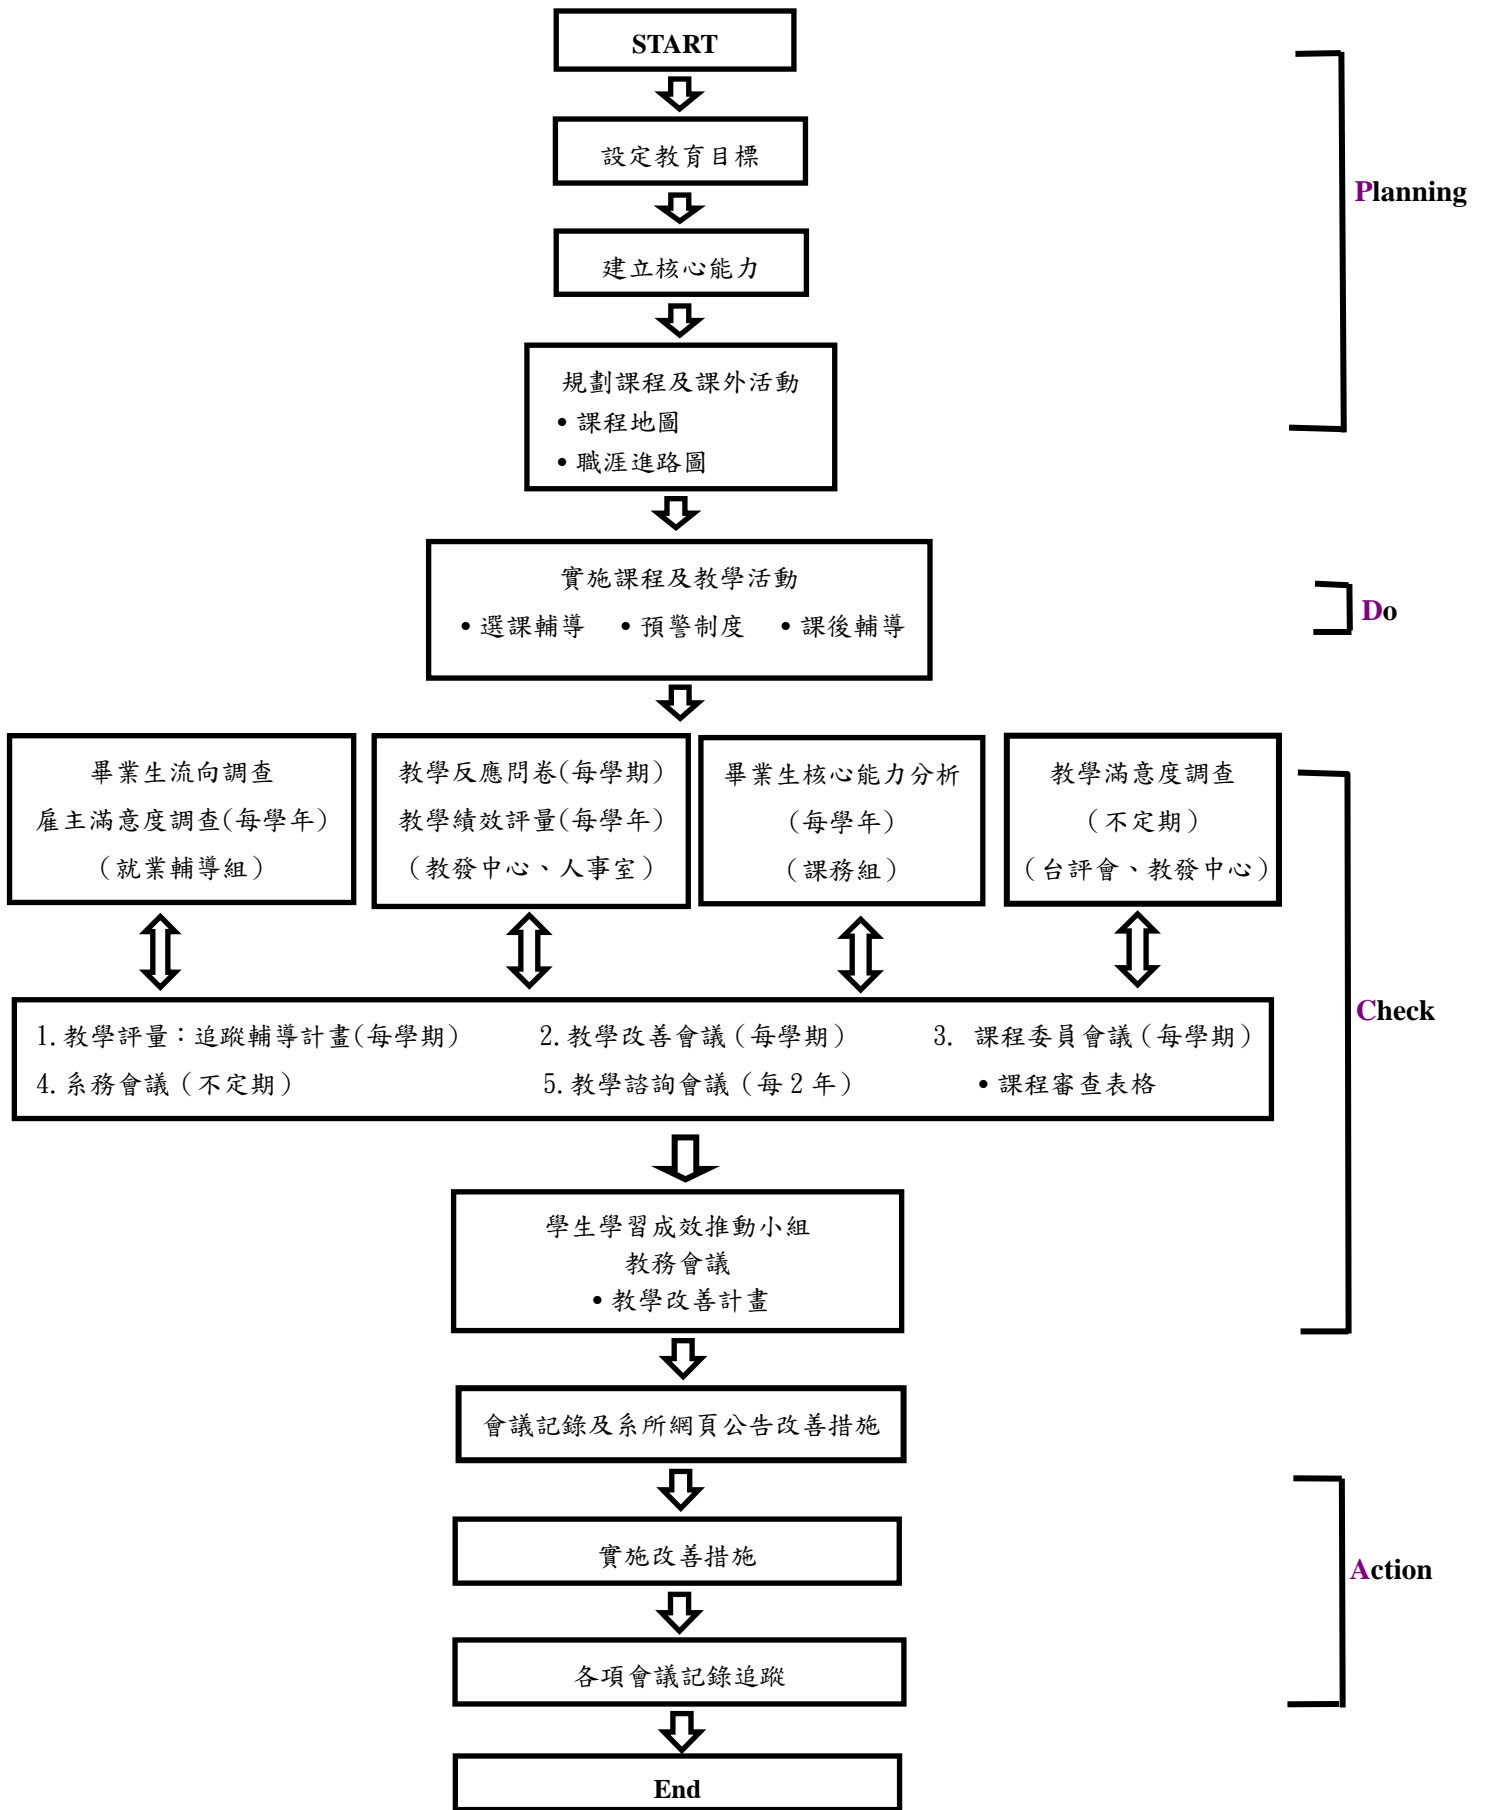 START
設定教育目標
Planning
建立核心能力
規劃課程及課外活動
• 課程地圖
• 職涯進路圖
實施課程及教學活動
• 選課輔導 • 預警制度 • 課後輔導
Do
畢業生流向調查
雇主滿意度調查(每學年)
(就業輔導組)
教學反應問卷(每學期)
教學績效評量(每學年)
(教發中心、人事室)
畢業生核心能力分析
(每學年)
(課務組)
教學滿意度調查
(不定期)
(台評會、教發中心)
Check
1.教學評量:追蹤輔導計畫(每學期) 2.教學改善會議(每學期) 3. 課程委員會議(每學期)
4.系務會議(不定期) 5.教學諮詢會議(每2年) • 課程審查表格
學生學習成效推動小組
教務會議
• 教學改善計畫
會議記錄及系所網頁公告改善措施
實施改善措施
Action
各項會議記錄追蹤
End